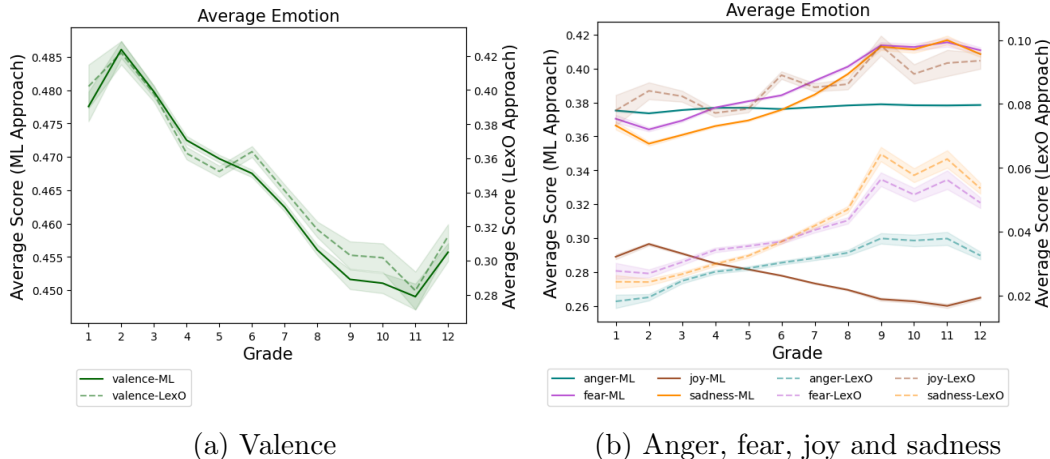 Average Emotion
0.485
0.480
0.475
0.470
0.465
0.460
0.455
0.450
Average Score (ML Approach)
0.42
0.40
0.38
0.36
0.34
0.32
0.30
0.28
Average Score (LexO Approach)
1 2 3 4 5 6 7 8 9 10 11 12
Grade
valence-ML
valence-LexO
(a) Valence
Average Emotion
0.42
0.40
0.38
0.36
0.34
0.32
0.30
0.28
0.26
Average Score (ML Approach)
0.10
0.08
0.06
0.04
0.02
Average Score (LexO Approach)
1 2 3 4 5 6 7 8 9 10 11 12
Grade
anger-ML joy-ML anger-LexO joy-LexO
fear-ML sadness-ML fear-LexO sadness-LexO
(b) Anger, fear, joy and sadness